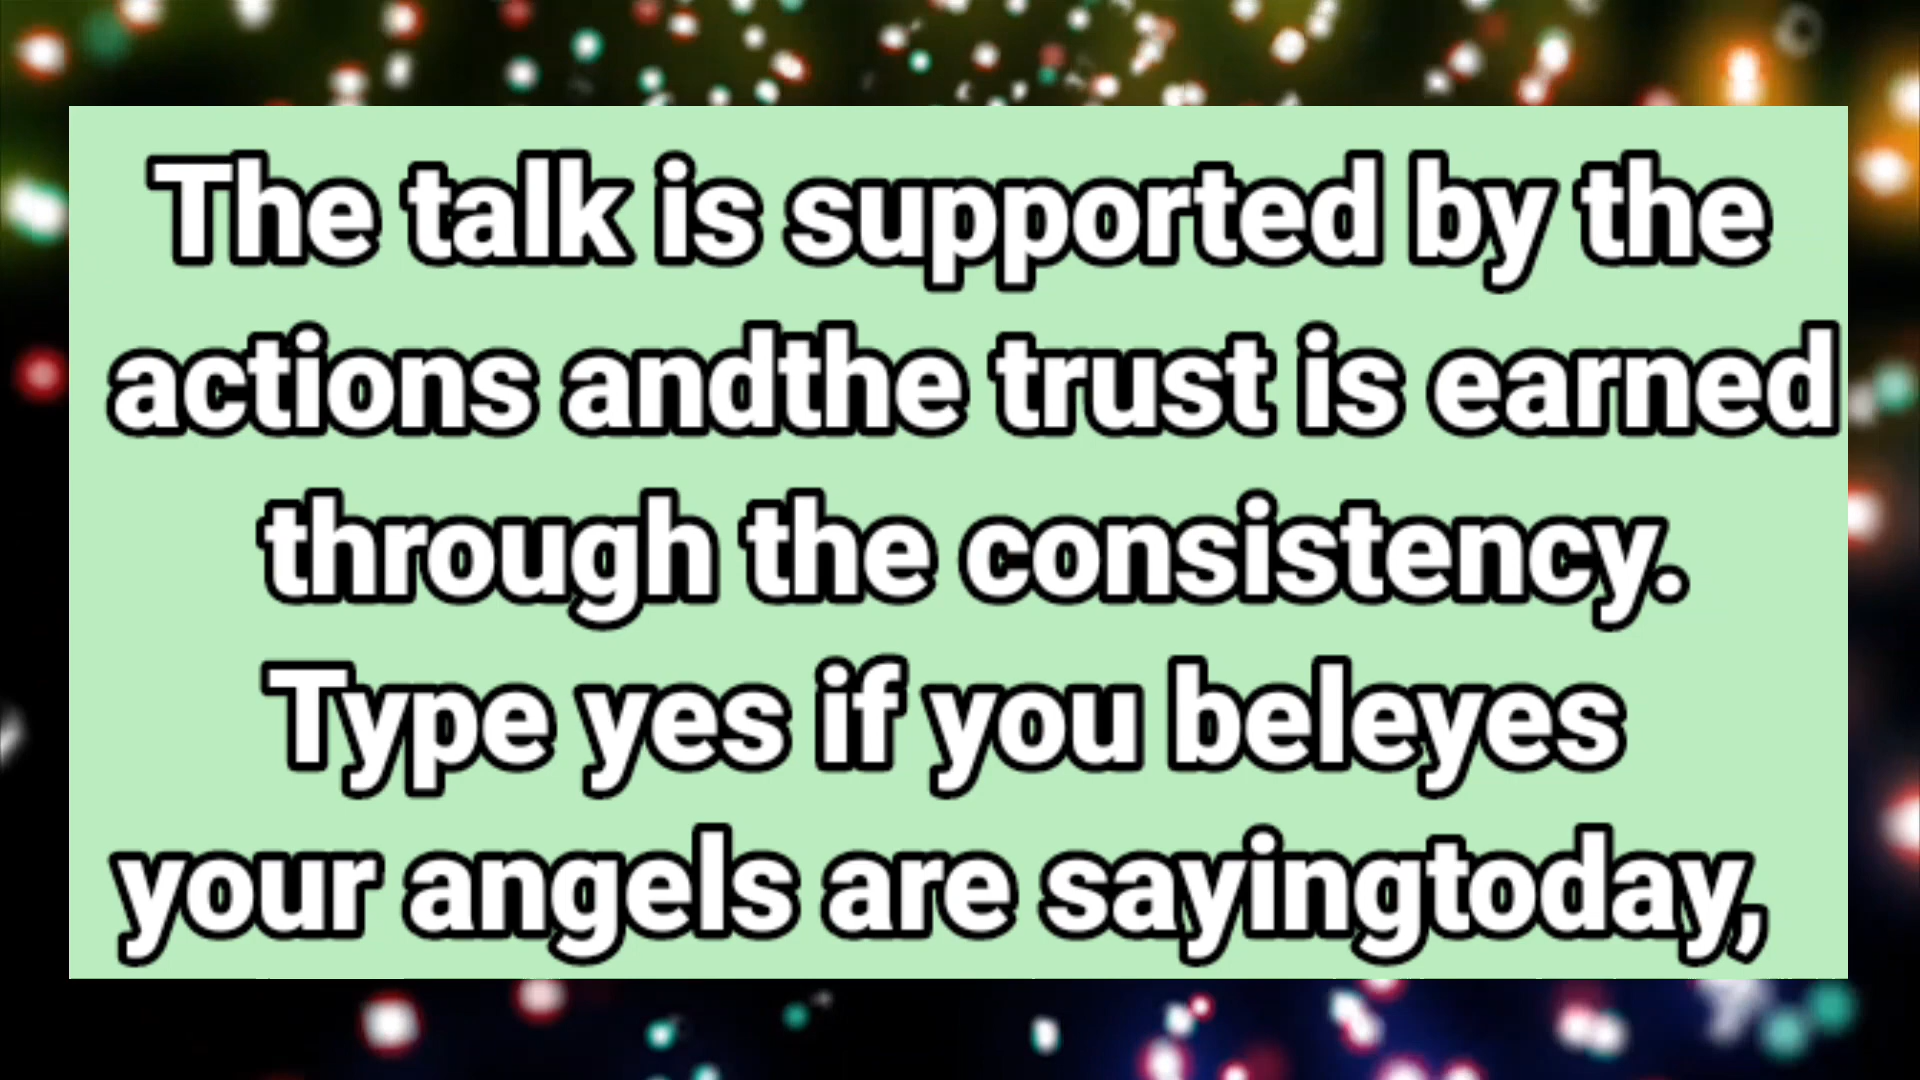 The talk is supported by the
actions andthe trust is earned
through the consistency.
Type yes if you beleyes
your angels are sayingtoday,